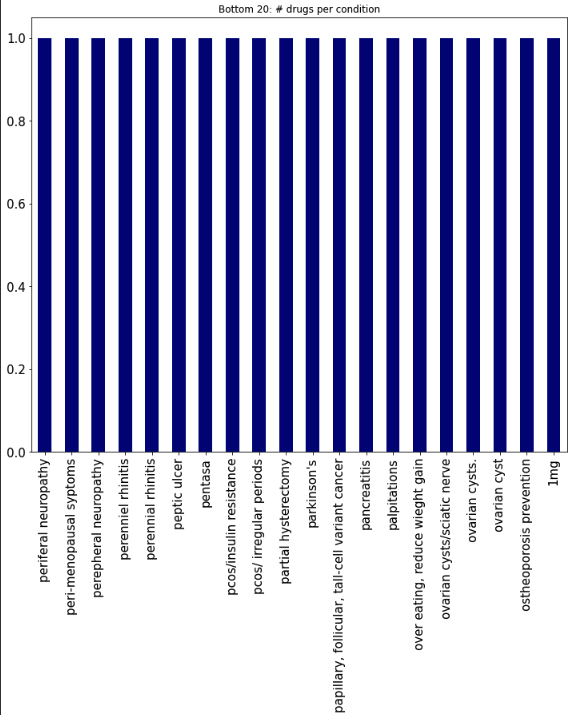 Bottom 20: # drugs per condition
1.0
0.8
0.6
0.4
0.2
0.0
periferal neuropathy
peri-menopausal syptoms
perepheral neuropathy
perenniel rhinitis
perennial rhinitis
peptic ulcer
pentasa
pcos/insulin resistance
pcos/ irregular periods
partial hysterectomy
parkinson's
papillary, follicular, tall-cell variant cancer
pancreatitis
palpitations
over eating, reduce wieght gain
ovarian cysts/sciatic nerve
ovarian cysts.
ovarian cyst
ostheoporosis prevention
1mg